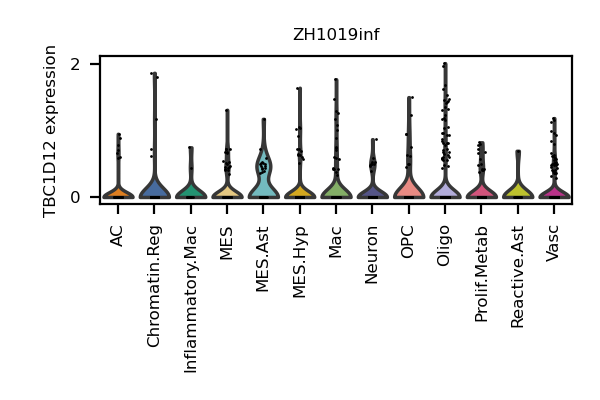 ZH1019inf
TBC1D12 expression
2
0
AC
Chromatin.Reg
Inflammatory.Mac
MES
MES.Ast
MES.Hyp
Mac
Neuron
OPC
Oligo
Prolif.Metab
Reactive.Ast
Vasc